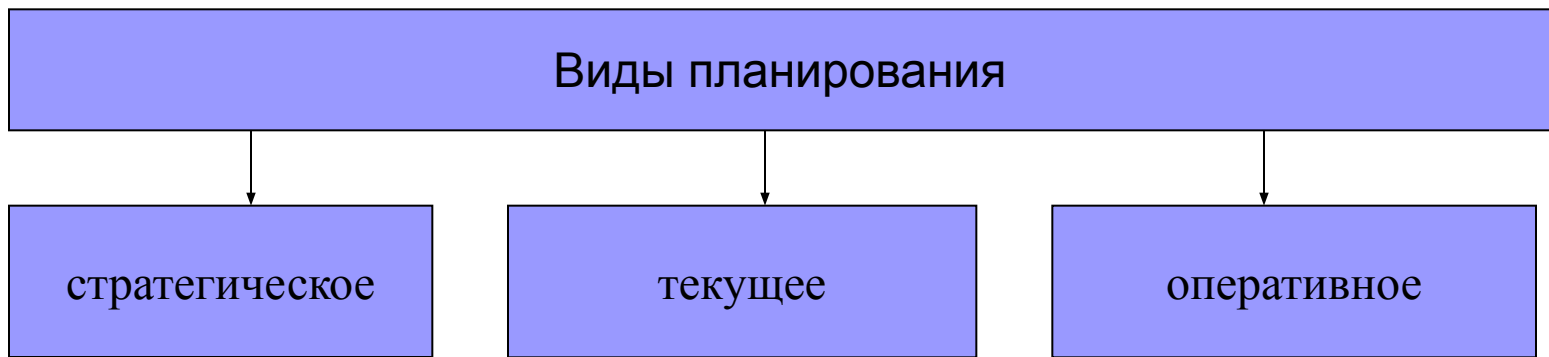 Виды планирования
стратегическое
текущее
оперативное